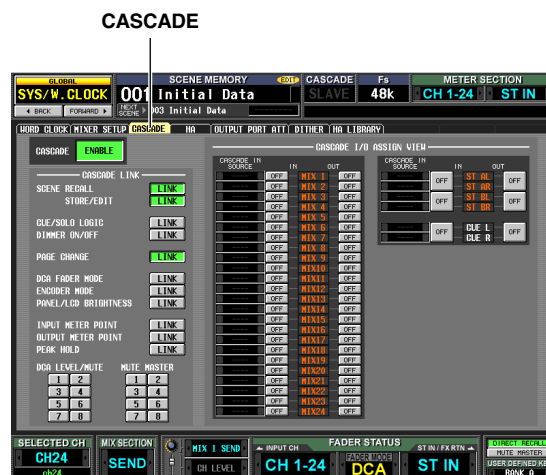 CASCADE
GLOBAL SCENE MEMORY EDIT CASCADE Fs METER SECTION
SYS/W.CLOCK 001 Initial Data SLAVE 48k CH 1-24 ST IN
BACK FORWARD NEXT SCENE 003 Initial Data
WORD CLOCK MIXER SETUP CASCADE HA OUTPUT PORT ATT DITHER HA LIBRARY
CASCADE ENABLE
CASCADE LINK
SCENE RECALL LINK
STORE/EDIT LINK
CUE/SOLO LOGIC LINK
DIMMER ON/OFF LINK
PAGE CHANGE LINK
DCA FADER MODE LINK
ENCODER MODE LINK
PANEL/LCD BRIGHTNESS LINK
INPUT METER POINT LINK
OUTPUT METER POINT LINK
PEAK HOLD LINK
DCA LEVEL/MUTE MUTE MASTER
1 2 1 2
3 4 3 4
5 6 5 6
7 8 7 8
CASCADE I/O ASSIGN VIEW
CASCADE IN SOURCE IN OUT
OFF MIX 1 OFF
OFF MIX 2 OFF
OFF MIX 3 OFF
OFF MIX 4 OFF
OFF MIX 5 OFF
OFF MIX 6 OFF
OFF MIX 7 OFF
OFF MIX 8 OFF
OFF MIX 9 OFF
OFF MIX10 OFF
OFF MIX11 OFF
OFF MIX12 OFF
OFF MIX13 OFF
OFF MIX14 OFF
OFF MIX15 OFF
OFF MIX16 OFF
OFF MIX17 OFF
OFF MIX18 OFF
OFF MIX19 OFF
OFF MIX20 OFF
OFF MIX21 OFF
OFF MIX22 OFF
OFF MIX23 OFF
OFF MIX24 OFF
CASCADE IN SOURCE IN OUT
OFF ST AL OFF
ST AR
OFF ST BL OFF
ST BR
OFF CUE L OFF
CUE R
SELECTED CH MIX SECTION MIX 1 SEND INPUT CH FADER STATUS ST IN / FX RTN DIRECT RECALL
MUTE MASTER
CH24 SEND CH LEVEL CH 1-24 FADER MODE DCA ST IN USER DEFINED
ch24 BANK A